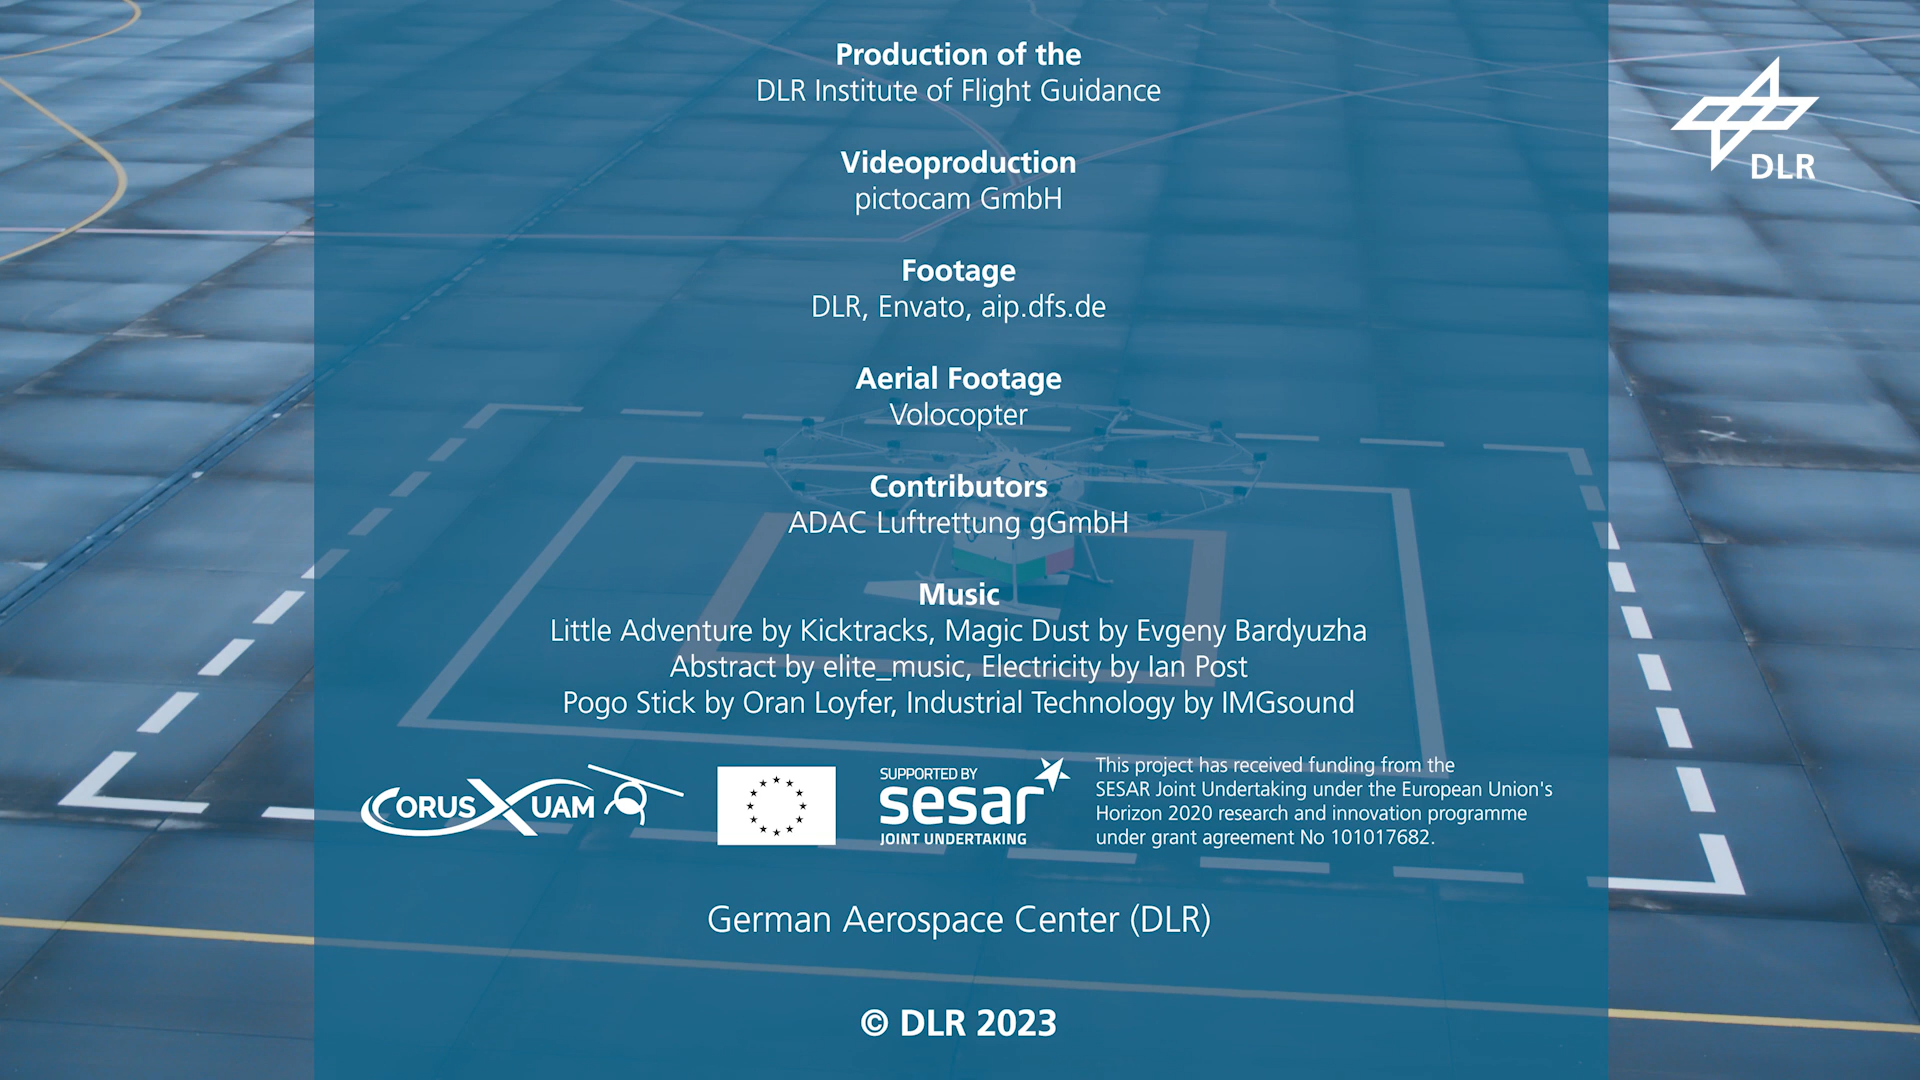 Production of the
DLR Institute of Flight Guidance
Videoproduction
pictocam GmbH
Footage
DLR, Envato, aip.dfs.de
Aerial Footage
Volocopter
Contributors
ADAC Luftrettung gGmbH
Music
Little Adventure by Kicktracks, Magic Dust by Evgeny Bardyuzha
Abstract by elite_music, Electricity by Ian Post
Pogo Stick by Oran Loyfer, Industrial Technology by IMGsound
CORUS X UAM
SUPPORTED BY
sesar
JOINT UNDERTAKING
This project has received funding from the
SESAR Joint Undertaking under the European Union's
Horizon 2020 research and innovation programme
under grant agreement No 101017682.
German Aerospace Center (DLR)
© DLR 2023
DLR